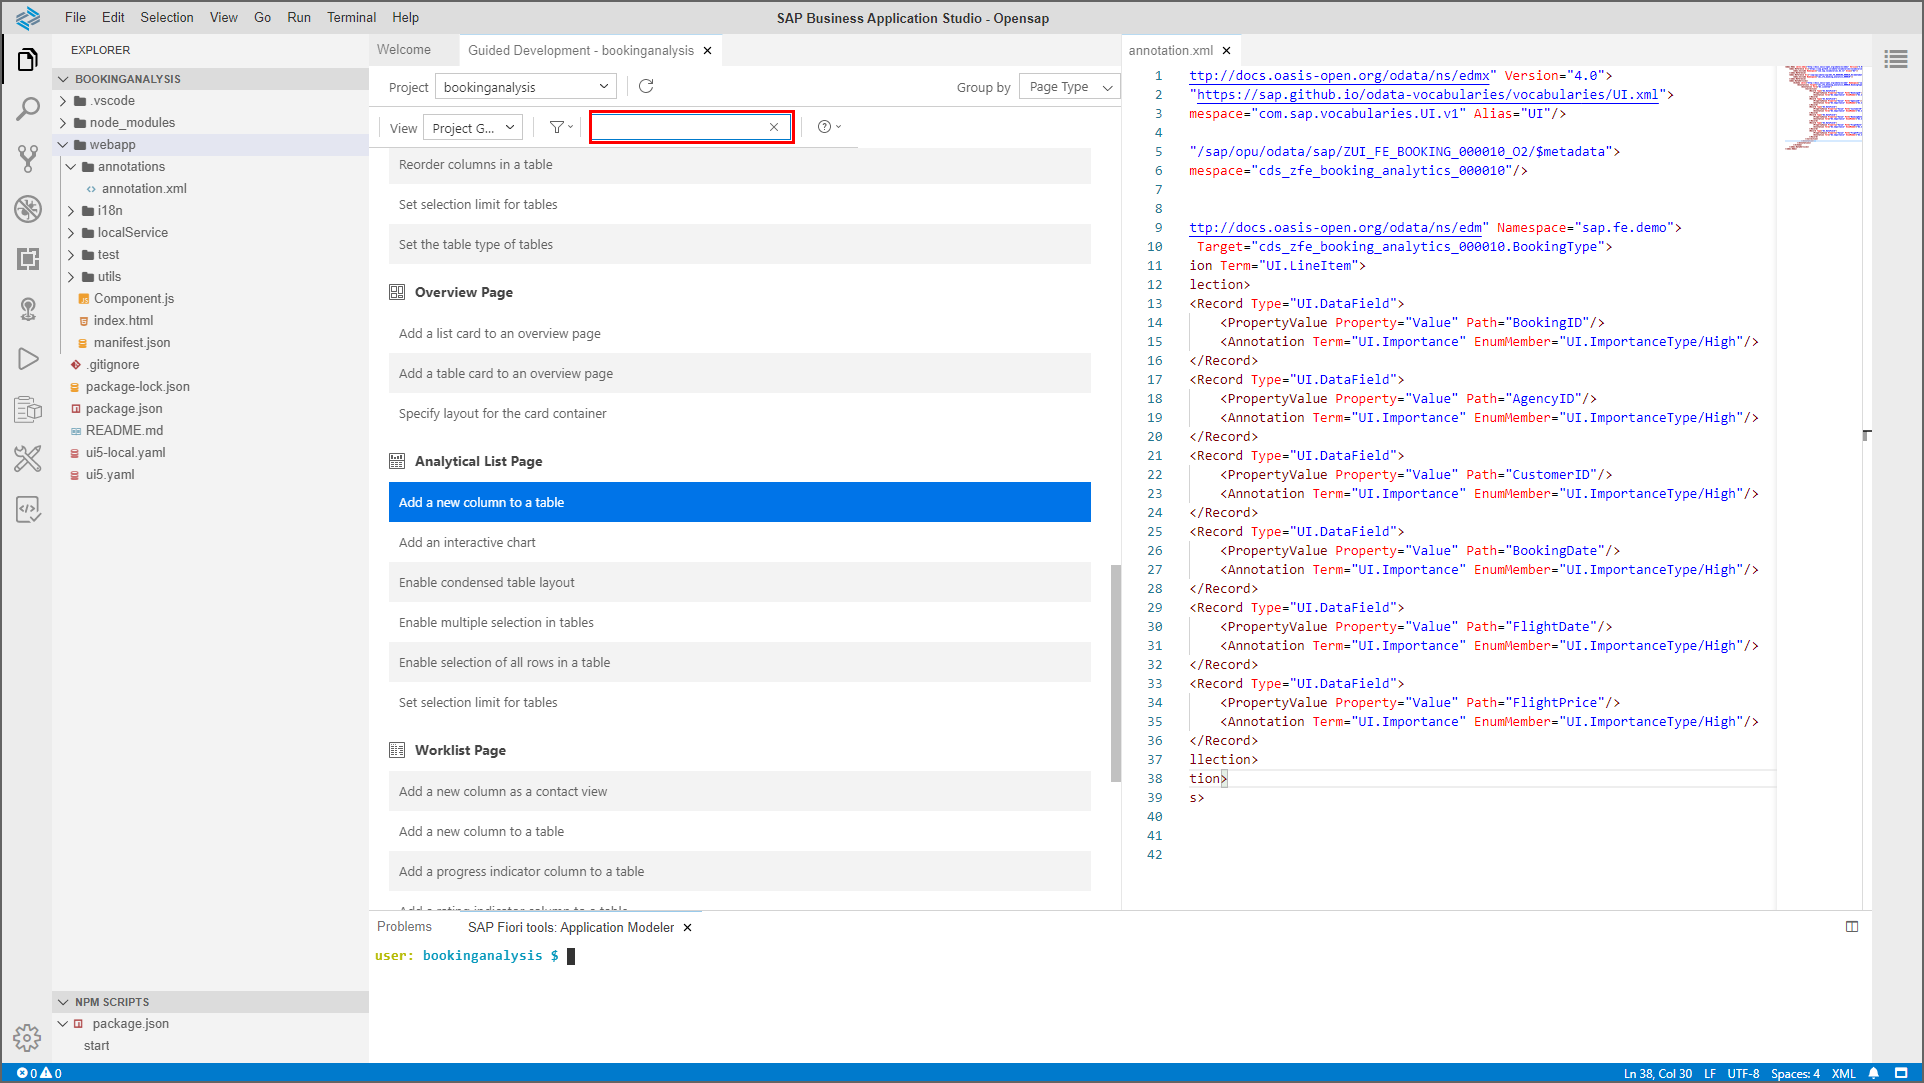 File Edit Selection View Go Run Terminal Help
SAP Business Application Studio - Opensap
EXPLORER
BOOKINGANALYSIS
.vscode
node_modules
webapp
annotations
annotation.xml
i18n
localService
test
utils
Component.js
index.html
manifest.json
.gitignore
package-lock.json
package.json
README.md
ui5-local.yaml
ui5.yaml
NPM SCRIPTS
package.json
start
Welcome
Guided Development - bookinganalysis
Project bookinganalysis
Group by Page Type
View Project G...
Reorder columns in a table
Set selection limit for tables
Set the table type of tables
Overview Page
Add a list card to an overview page
Add a table card to an overview page
Specify layout for the card container
Analytical List Page
Add a new column to a table
Add an interactive chart
Enable condensed table layout
Enable multiple selection in tables
Enable selection of all rows in a table
Set selection limit for tables
Worklist Page
Add a new column as a contact view
Add a new column to a table
Add a progress indicator column to a table
Add a rating indicator column to a table
annotation.xml
1 ttp://docs.oasis-open.org/odata/ns/edmx" Version="4.0">
2 "https://sap.github.io/odata-vocabularies/vocabularies/UI.xml">
3 mespace="com.sap.vocabularies.UI.v1" Alias="UI"/>
4
5 "/sap/opu/odata/sap/ZUI_FE_BOOKING_000010_O2/$metadata">
6 mespace="cds_zfe_booking_analytics_000010"/>
7
8
9 ttp://docs.oasis-open.org/odata/ns/edm" Namespace="sap.fe.demo">
10 Target="cds_zfe_booking_analytics_000010.BookingType">
11 ion Term="UI.LineItem">
12 lection>
13 <Record Type="UI.DataField">
14 <PropertyValue Property="Value" Path="BookingID"/>
15 <Annotation Term="UI.Importance" EnumMember="UI.ImportanceType/High"/>
16 </Record>
17 <Record Type="UI.DataField">
18 <PropertyValue Property="Value" Path="AgencyID"/>
19 <Annotation Term="UI.Importance" EnumMember="UI.ImportanceType/High"/>
20 </Record>
21 <Record Type="UI.DataField">
22 <PropertyValue Property="Value" Path="CustomerID"/>
23 <Annotation Term="UI.Importance" EnumMember="UI.ImportanceType/High"/>
24 </Record>
25 <Record Type="UI.DataField">
26 <PropertyValue Property="Value" Path="BookingDate"/>
27 <Annotation Term="UI.Importance" EnumMember="UI.ImportanceType/High"/>
28 </Record>
29 <Record Type="UI.DataField">
30 <PropertyValue Property="Value" Path="FlightDate"/>
31 <Annotation Term="UI.Importance" EnumMember="UI.ImportanceType/High"/>
32 </Record>
33 <Record Type="UI.DataField">
34 <PropertyValue Property="Value" Path="FlightPrice"/>
35 <Annotation Term="UI.Importance" EnumMember="UI.ImportanceType/High"/>
36 </Record>
37 llection>
38 tion>
39 s>
40
41
42
Problems
SAP Fiori tools: Application Modeler
user: bookinganalysis $
0 0
Ln 38, Col 30 LF UTF-8 Spaces: 4 XML